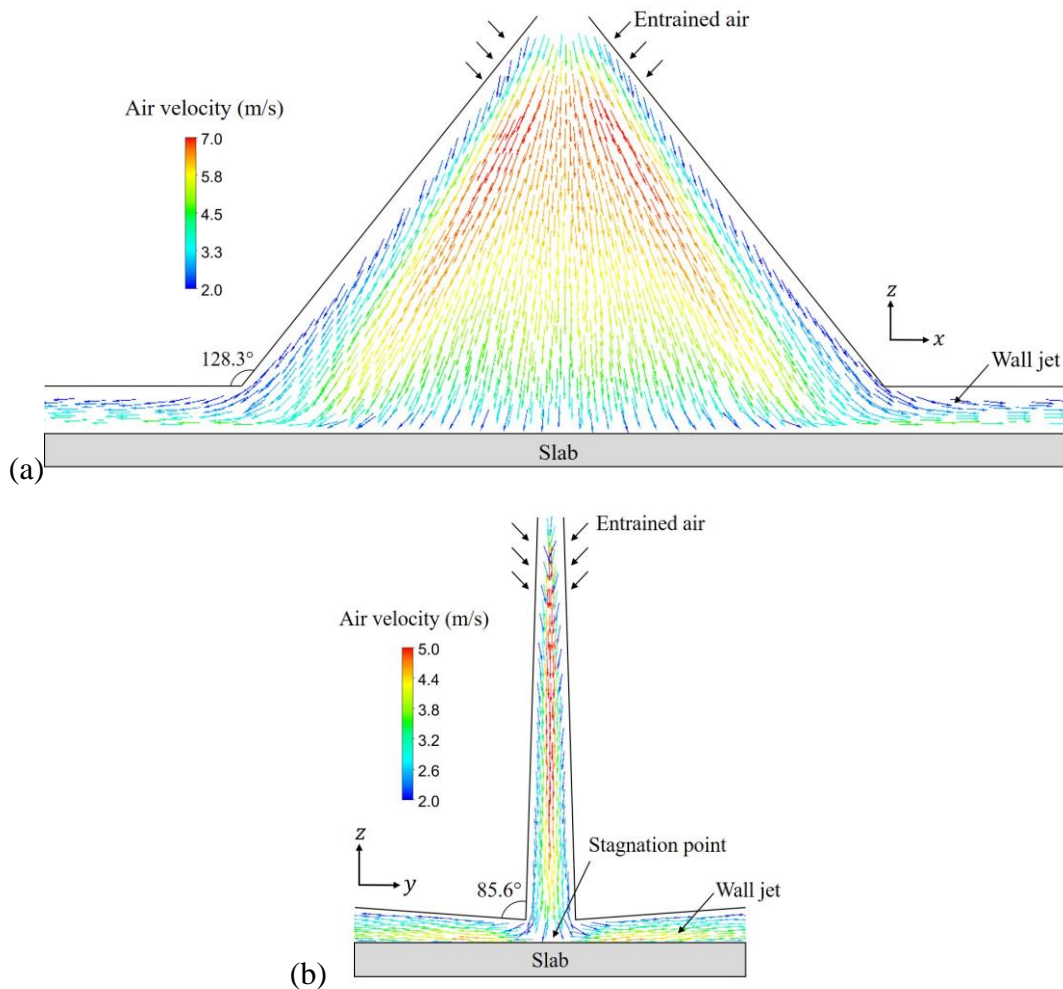 Entrained air
Air velocity (m/s)
7.0
5.8
4.5
3.3
2.0
z
x
128.3°
Wall jet
Slab
(a)
Entrained air
Air velocity (m/s)
5.0
4.4
3.8
3.2
2.6
2.0
z
y
Stagnation point
85.6°
Wall jet
Slab
(b)